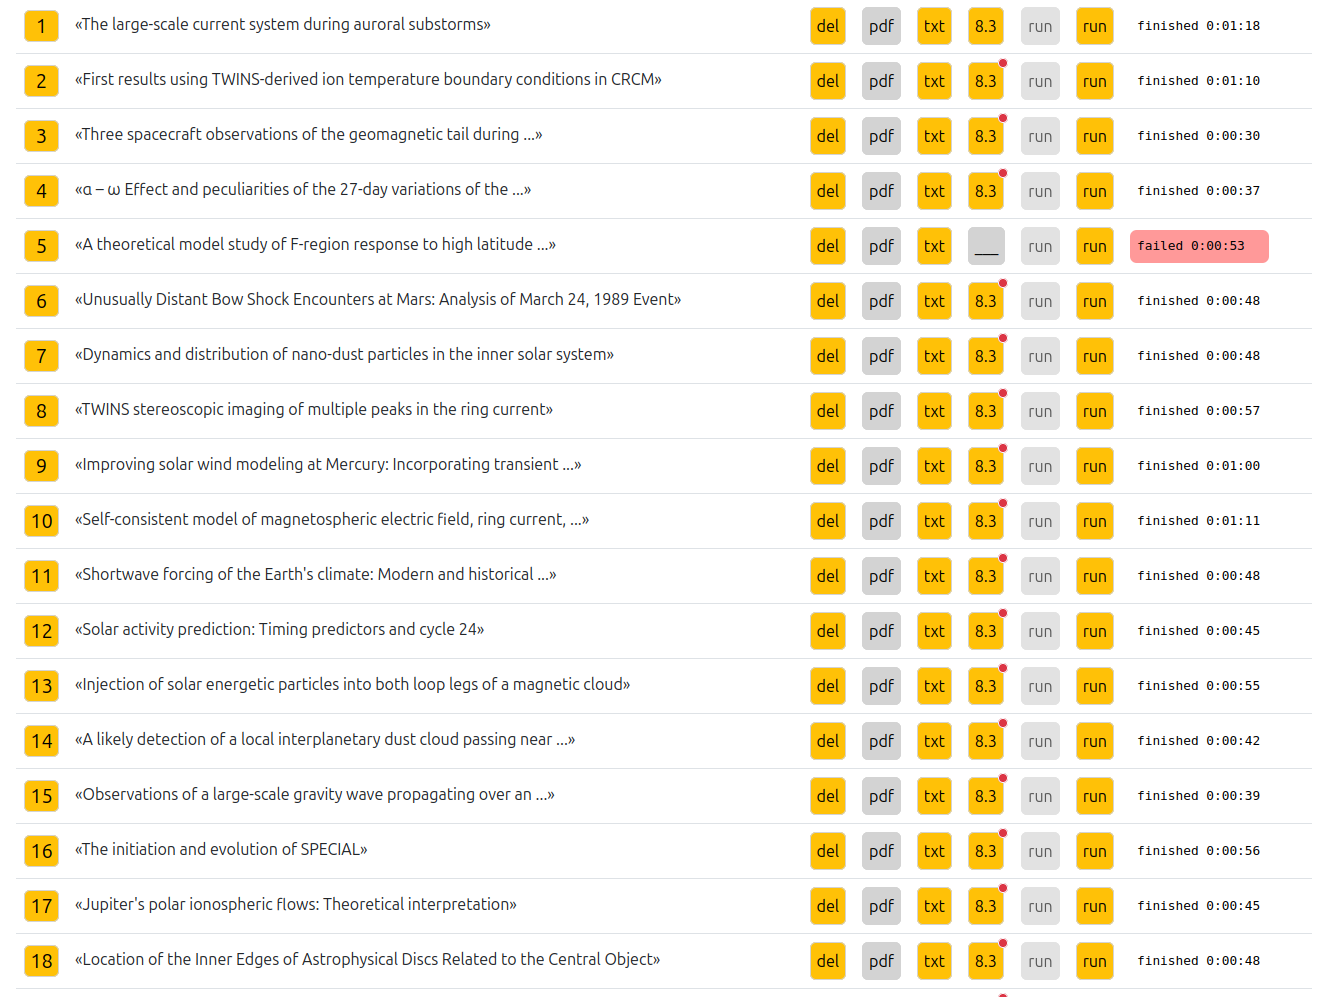 1 «The large-scale current system during auroral substorms» del pdf txt 8.3 run run finished 0:01:18
2 «First results using TWINS-derived ion temperature boundary conditions in CRCM» del pdf txt 8.3 run run finished 0:01:10
3 «Three spacecraft observations of the geomagnetic tail during ...» del pdf txt 8.3 run run finished 0:00:30
4 «α – ω Effect and peculiarities of the 27-day variations of the ...» del pdf txt 8.3 run run finished 0:00:37
5 «A theoretical model study of F-region response to high latitude ...» del pdf txt ___ run run failed 0:00:53
6 «Unusually Distant Bow Shock Encounters at Mars: Analysis of March 24, 1989 Event» del pdf txt 8.3 run run finished 0:00:48
7 «Dynamics and distribution of nano-dust particles in the inner solar system» del pdf txt 8.3 run run finished 0:00:48
8 «TWINS stereoscopic imaging of multiple peaks in the ring current» del pdf txt 8.3 run run finished 0:00:57
9 «Improving solar wind modeling at Mercury: Incorporating transient ...» del pdf txt 8.3 run run finished 0:01:00
10 «Self-consistent model of magnetospheric electric field, ring current, ...» del pdf txt 8.3 run run finished 0:01:11
11 «Shortwave forcing of the Earth's climate: Modern and historical ...» del pdf txt 8.3 run run finished 0:00:48
12 «Solar activity prediction: Timing predictors and cycle 24» del pdf txt 8.3 run run finished 0:00:45
13 «Injection of solar energetic particles into both loop legs of a magnetic cloud» del pdf txt 8.3 run run finished 0:00:55
14 «A likely detection of a local interplanetary dust cloud passing near ...» del pdf txt 8.3 run run finished 0:00:42
15 «Observations of a large-scale gravity wave propagating over an ...» del pdf txt 8.3 run run finished 0:00:39
16 «The initiation and evolution of SPECIAL» del pdf txt 8.3 run run finished 0:00:56
17 «Jupiter's polar ionospheric flows: Theoretical interpretation» del pdf txt 8.3 run run finished 0:00:45
18 «Location of the Inner Edges of Astrophysical Discs Related to the Central Object» del pdf txt 8.3 run run finished 0:00:48